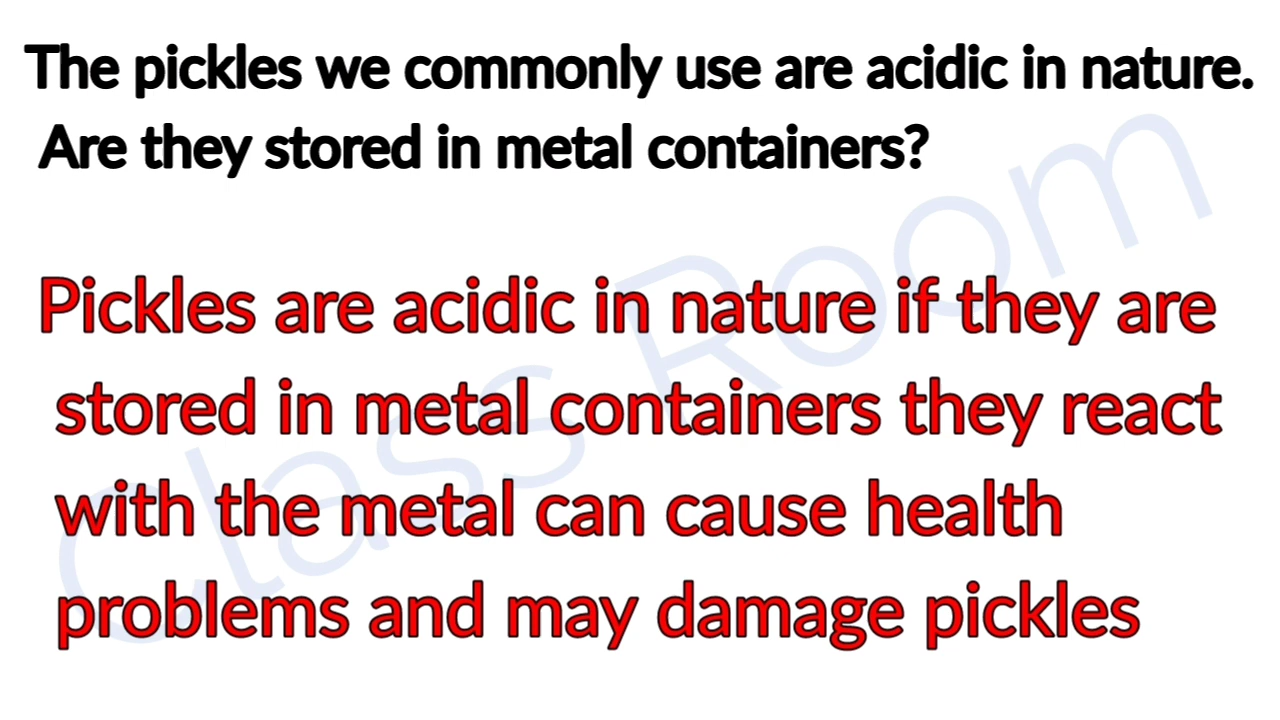 The pickles we commonly use are acidic in nature.
Are they stored in metal containers?
Pickles are acidic in nature if they are
stored in metal containers they react
with the metal can cause health
problems and may damage pickles
Class Room